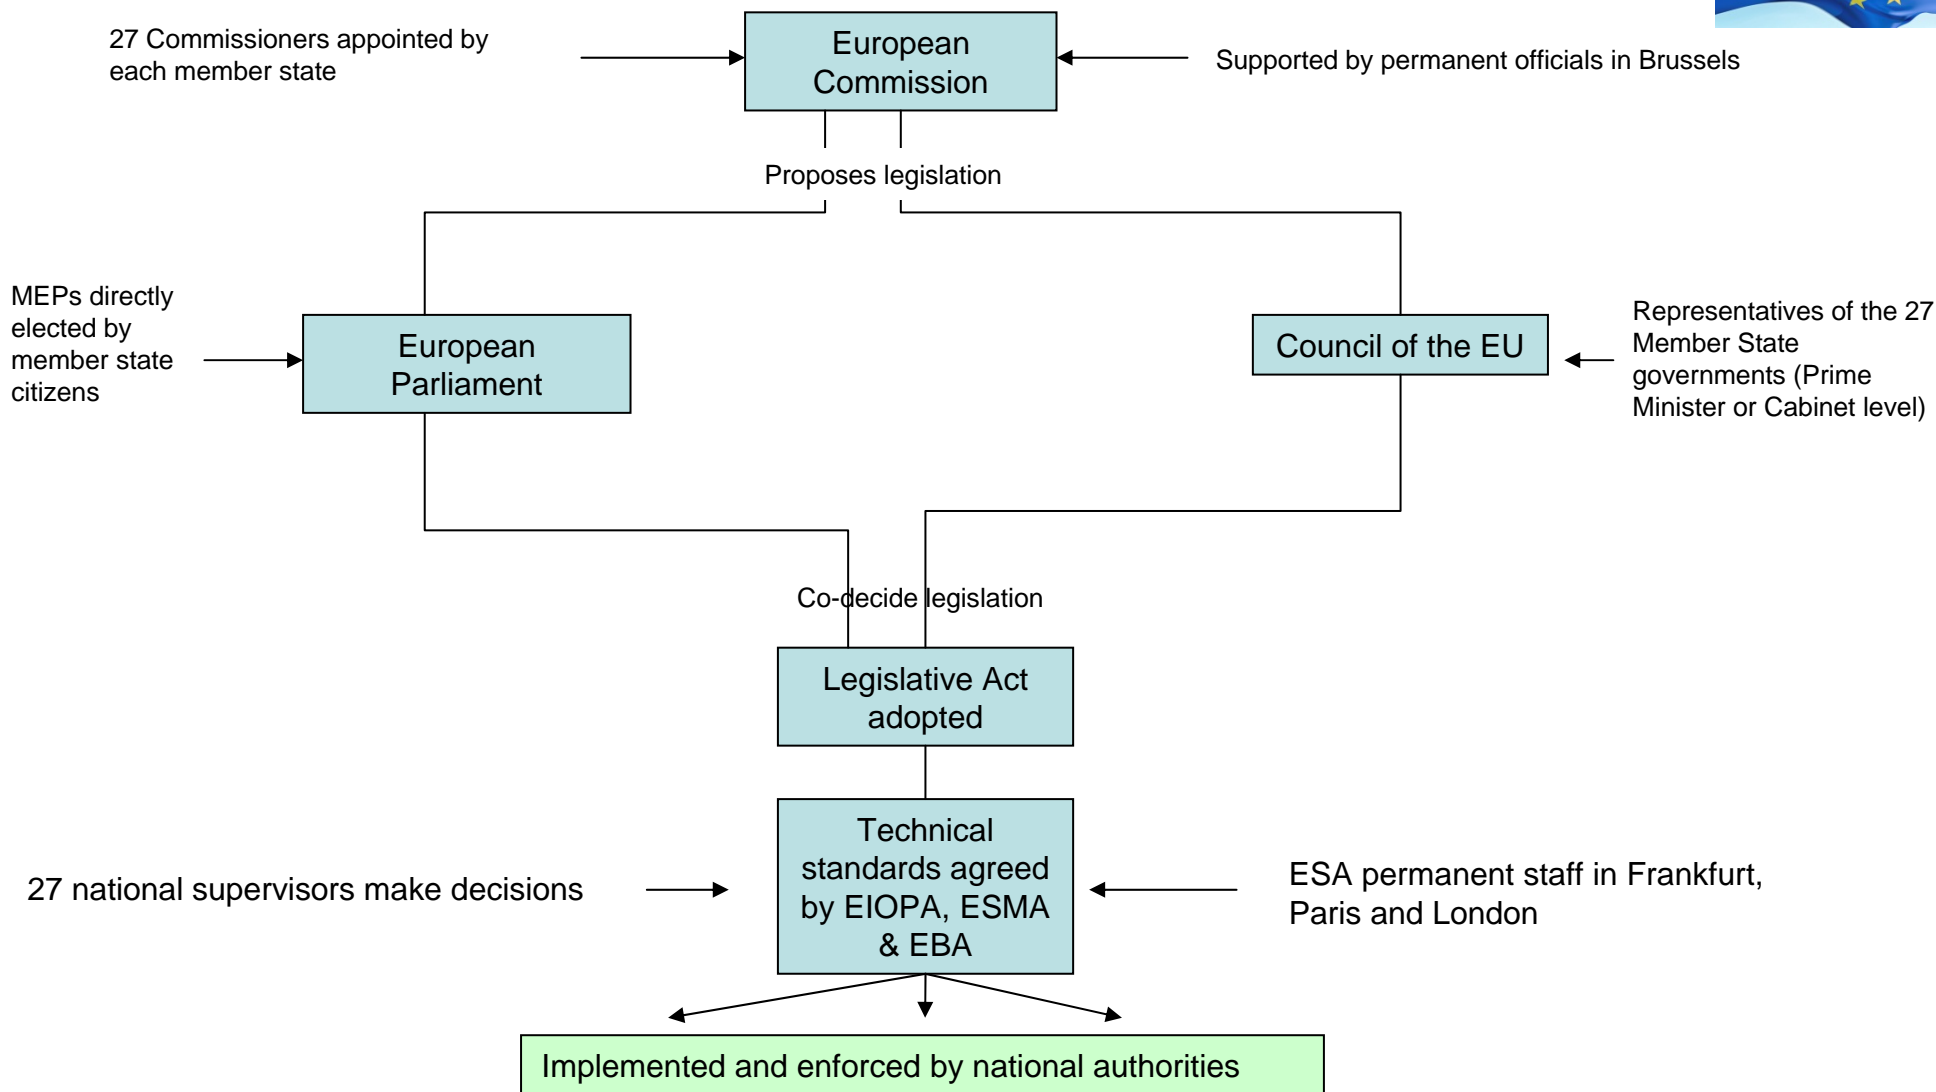 27 Commissioners appointed by
each member state
European
Commission
Supported by permanent officials in Brussels
Proposes legislation
MEPs directly
elected by
member state
citizens
European
Parliament
Council of the EU
Representatives of the 27
Member State
governments (Prime
Minister or Cabinet level)
Co-decide legislation
Legislative Act
adopted
27 national supervisors make decisions
Technical
standards agreed
by EIOPA, ESMA
& EBA
ESA permanent staff in Frankfurt,
Paris and London
Implemented and enforced by national authorities